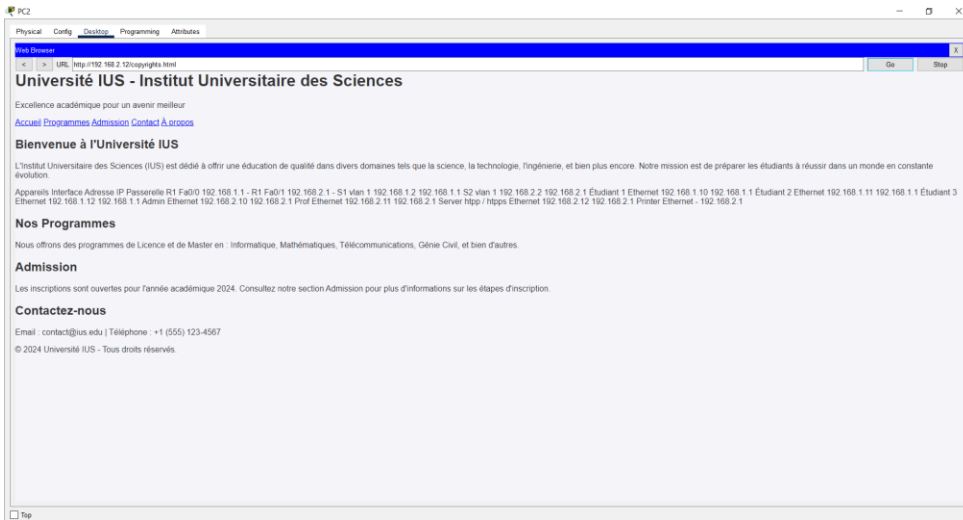 PC2
Physical Config Desktop Programming Attributes
Web Browser X
< > URL http://192.168.2.12/copyrights.html Go Stop
Université IUS - Institut Universitaire des Sciences
Excellence académique pour un avenir meilleur
Accueil Programmes Admission Contact À propos
Bienvenue à l'Université IUS
L'Institut Universitaire des Sciences (IUS) est dédié à offrir une éducation de qualité dans divers domaines tels que la science, la technologie, l'ingénierie, et bien plus encore. Notre mission est de préparer les étudiants à réussir dans un monde en constante
évolution.
Appareils Interface Adresse IP Passerelle R1 Fa0/0 192.168.1.1 - R1 Fa0/1 192.168.2.1 - S1 vlan 1 192.168.1.2 192.168.1.1 S2 vlan 1 192.168.2.2 192.168.2.1 Étudiant 1 Ethernet 192.168.1.10 192.168.1.1 Étudiant 2 Ethernet 192.168.1.11 192.168.1.1 Étudiant 3
Ethernet 192.168.1.12 192.168.1.1 Admin Ethernet 192.168.2.10 192.168.2.1 Prof Ethernet 192.168.2.11 192.168.2.1 Server htpp / htpps Ethernet 192.168.2.12 192.168.2.1 Printer Ethernet - 192.168.2.1
Nos Programmes
Nous offrons des programmes de Licence et de Master en : Informatique, Mathématiques, Télécommunications, Génie Civil, et bien d'autres.
Admission
Les inscriptions sont ouvertes pour l'année académique 2024. Consultez notre section Admission pour plus d'informations sur les étapes d'inscription.
Contactez-nous
Email : contact@ius.edu | Téléphone : +1 (555) 123-4567
© 2024 Université IUS - Tous droits réservés.
Top